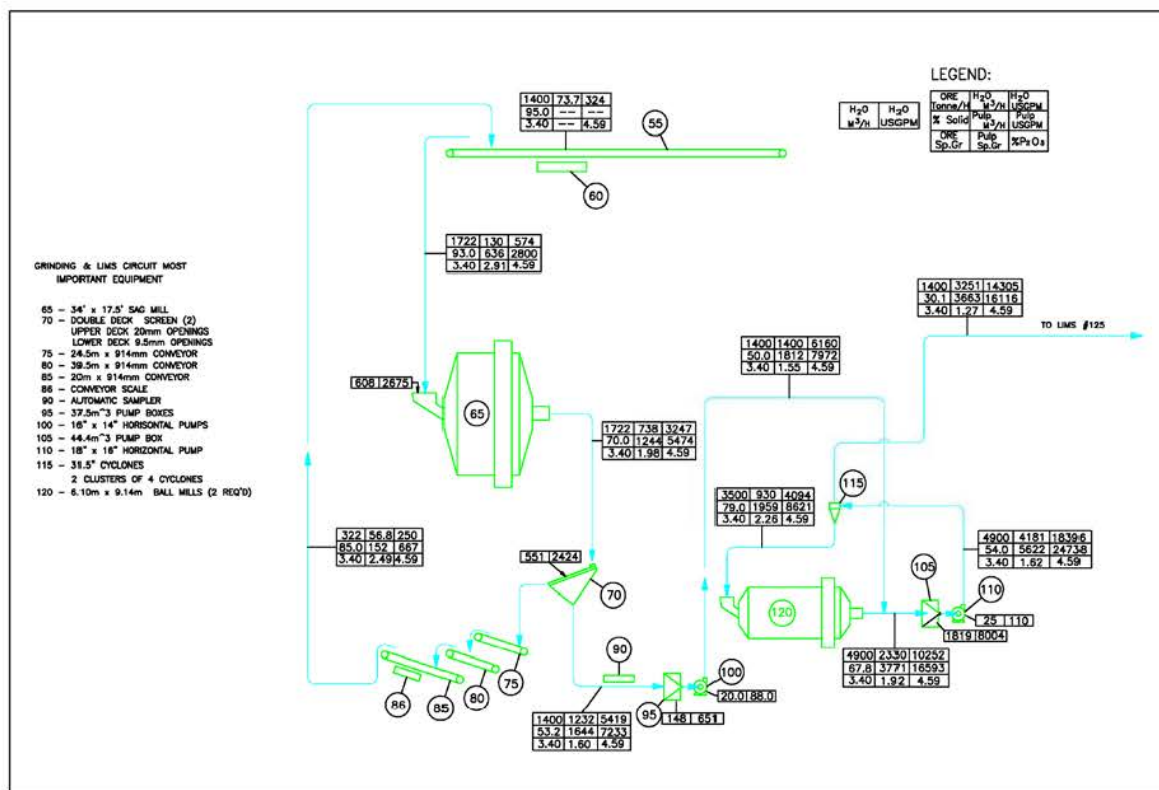 LEGEND:
H2O M³/H | H2O USGPM
ORE Tonne/H | H2O M³/H | H2O USGPM
% Solid | Pulp M³/H | Pulp USGPM
ORE Sp.Gr | Pulp Sp.Gr
1400 | 73.7 | 324
95.0 | -- | --
3.40 | -- | 4.59
55
60
1722 | 130 | 574
93.0 | 636 | 2800
3.40 | 2.91 | 4.59
GRINDING & LIMS CIRCUIT MOST
IMPORTANT EQUIPMENT
65 - 34' x 17.5' SAG MILL
70 - DOUBLE DECK SCREEN (2)
UPPER DECK 20mm OPENINGS
LOWER DECK 9.5mm OPENINGS
75 - 24.5m x 914mm CONVEYOR
80 - 39.5m x 914mm CONVEYOR
85 - 20m x 914mm CONVEYOR
86 - CONVEYOR SCALE
90 - AUTOMATIC SAMPLER
95 - 37.5m^3 PUMP BOXES
100 - 16" x 14" HORISONTAL PUMPS
105 - 44.4m^3 PUMP BOX
110 - 18" x 16" HORIZONTAL PUMP
115 - 31.5" CYCLONES
2 CLUSTERS OF 4 CYCLONES
120 - 6.10m x 9.14m BALL MILLS (2 REQ'D)
1400 | 3251 | 14305
30.1 | 3663 | 16116
3.40 | 1.27 | 4.59
TO LIMS #125
1400 | 1400 | 6160
50.0 | 1812 | 7972
3.40 | 1.55 | 4.59
608 | 2675
65
1722 | 738 | 3247
70.0 | 1244 | 5474
3.40 | 1.98 | 4.59
3500 | 930 | 4094
79.0 | 1959 | 8621
3.40 | 2.26 | 4.59
115
322 | 56.8 | 250
85.0 | 152 | 667
3.40 | 2.49 | 4.59
4900 | 4181 | 18396
54.0 | 5622 | 24738
3.40 | 1.62 | 4.59
551 | 2424
70
105
110
120
25 | 110
1819 | 8004
4900 | 2330 | 10252
67.8 | 3771 | 16593
3.40 | 1.92 | 4.59
75
80
85
86
90
100
20.0 | 88.0
95
148 | 651
1400 | 1232 | 5419
53.2 | 1644 | 7233
3.40 | 1.60 | 4.59